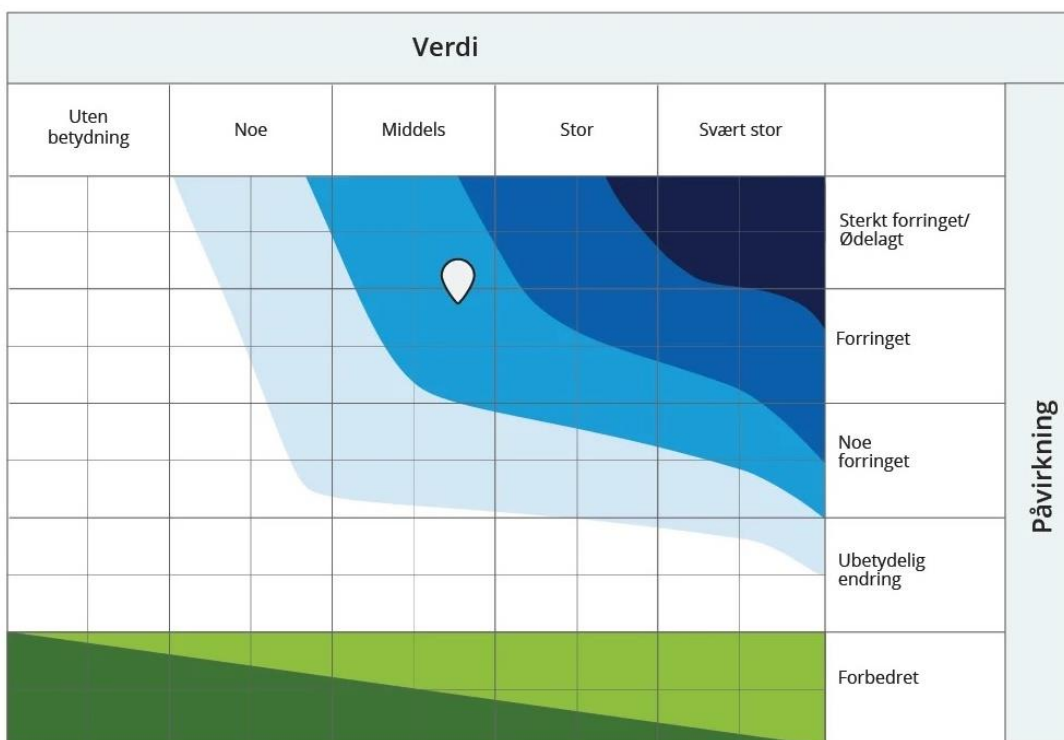 Verdi
Uten
betydning
Noe
Middels
Stor
Svært stor
Sterkt forringet/
Ødelagt
Forringet
Noe
forringet
Ubetydelig
endring
Forbedret
Påvirkning